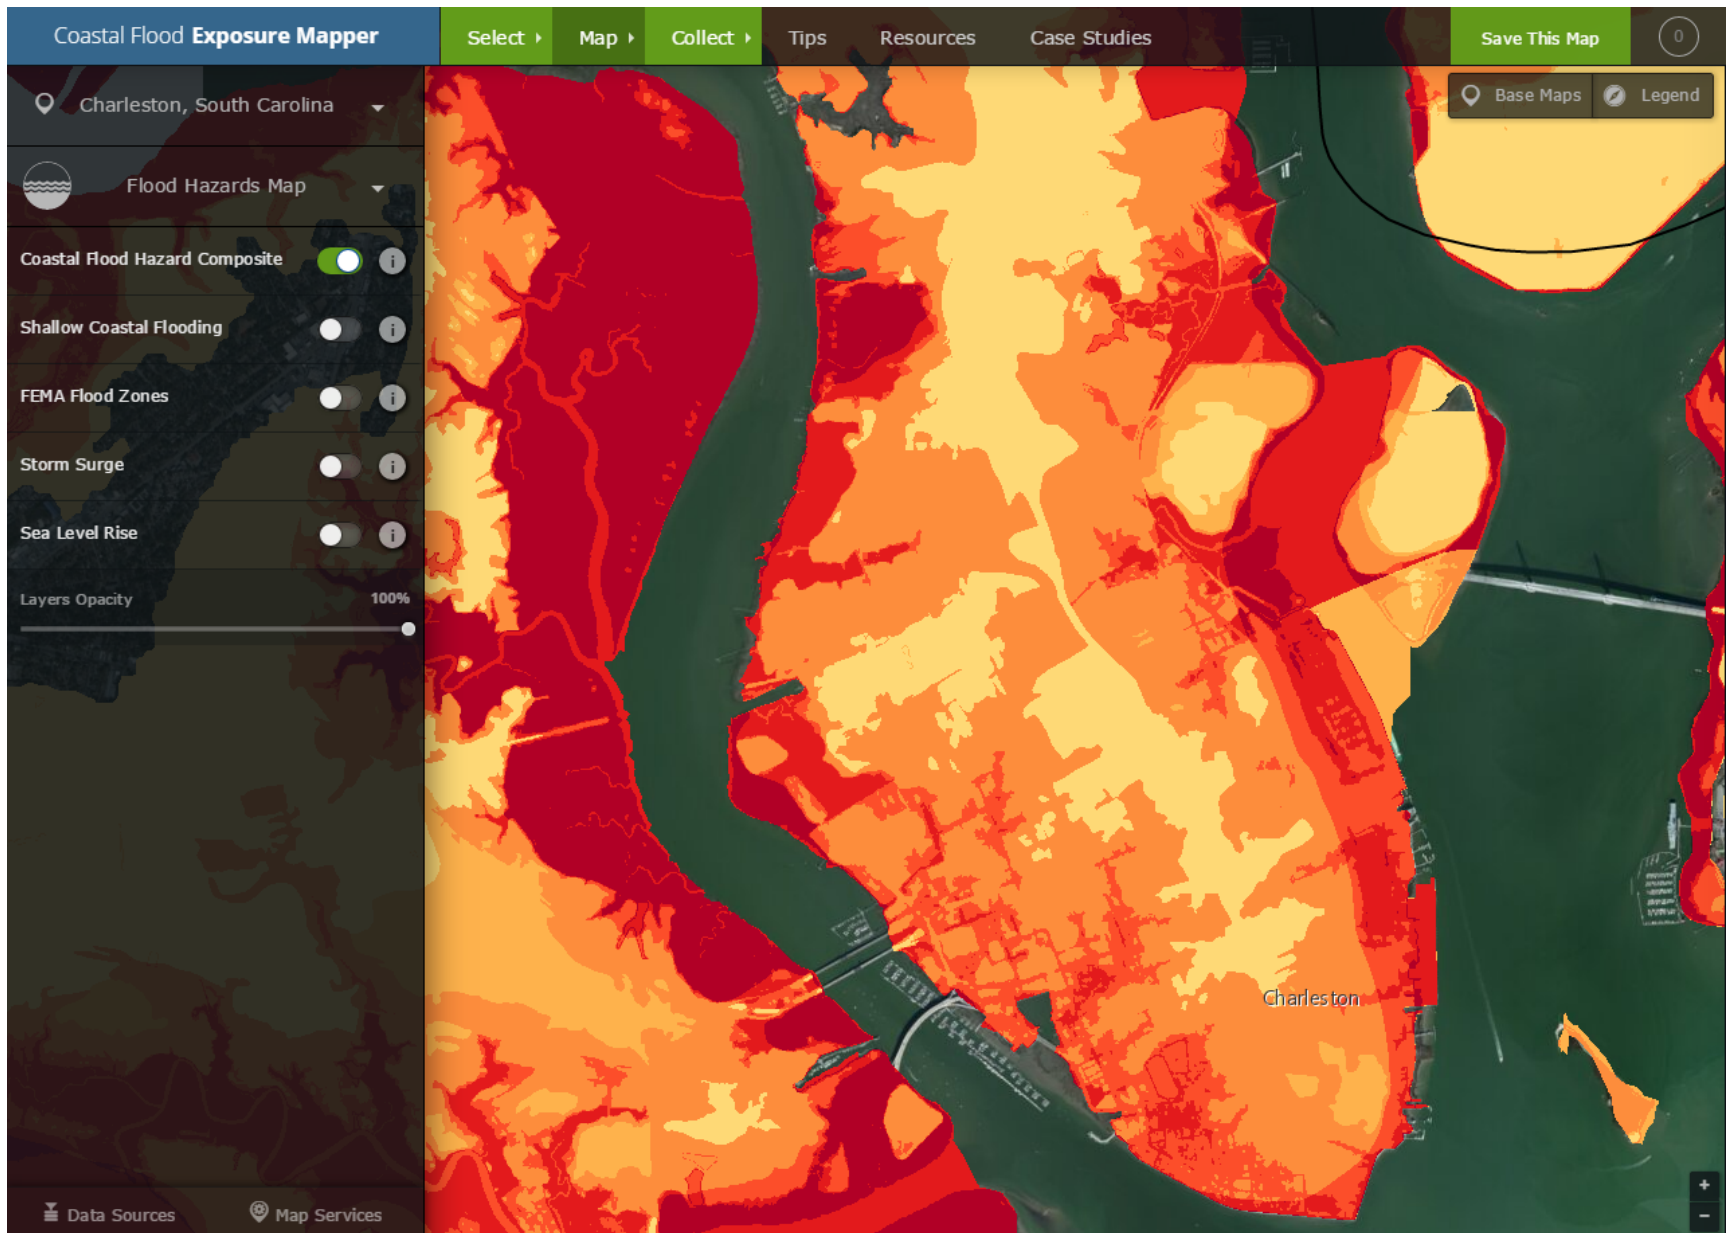 Coastal Flood Exposure Mapper
Select Map Collect Tips Resources Case Studies
Save This Map 0
Charleston, South Carolina
Base Maps Legend
Flood Hazards Map
Coastal Flood Hazard Composite i
Shallow Coastal Flooding i
FEMA Flood Zones i
Storm Surge i
Sea Level Rise i
Layers Opacity 100%
Charleston
+
−
Data Sources Map Services